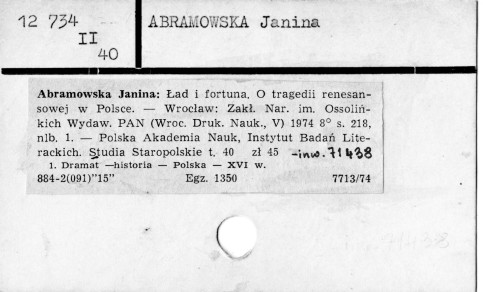 12 734
II
40
ABRAMOWSKA Janina
Abramowska Janina: Ład i fortuna. O tragedii renesan-
sowej w Polsce. — Wrocław: Zakł. Nar. im. Ossoliń-
kich Wydaw. PAN (Wroc. Druk. Nauk., V) 1974 8° s. 218,
nlb. 1. — Polska Akademia Nauk, Instytut Badań Lite-
rackich. Studia Staropolskie t. 40 zł 45 -inw. 71438
1. Dramat —historia — Polska — XVI w.
884-2(091)"15" Egz. 1350 7713/74